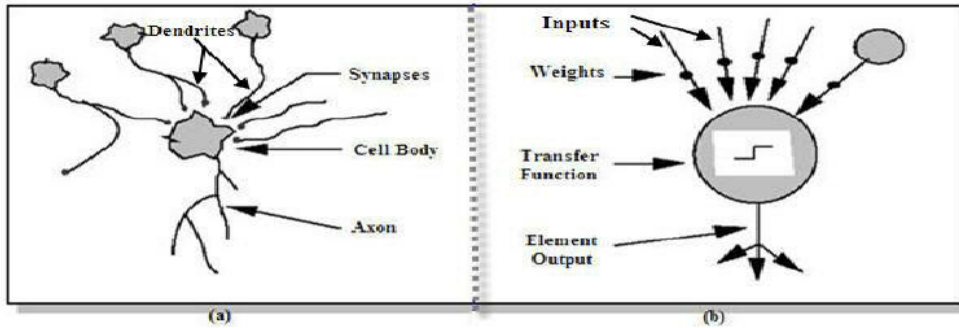 Dendrites
Synapses
Cell Body
Axon
(a)
Inputs
Weights
Transfer
Function
Element
Output
(b)